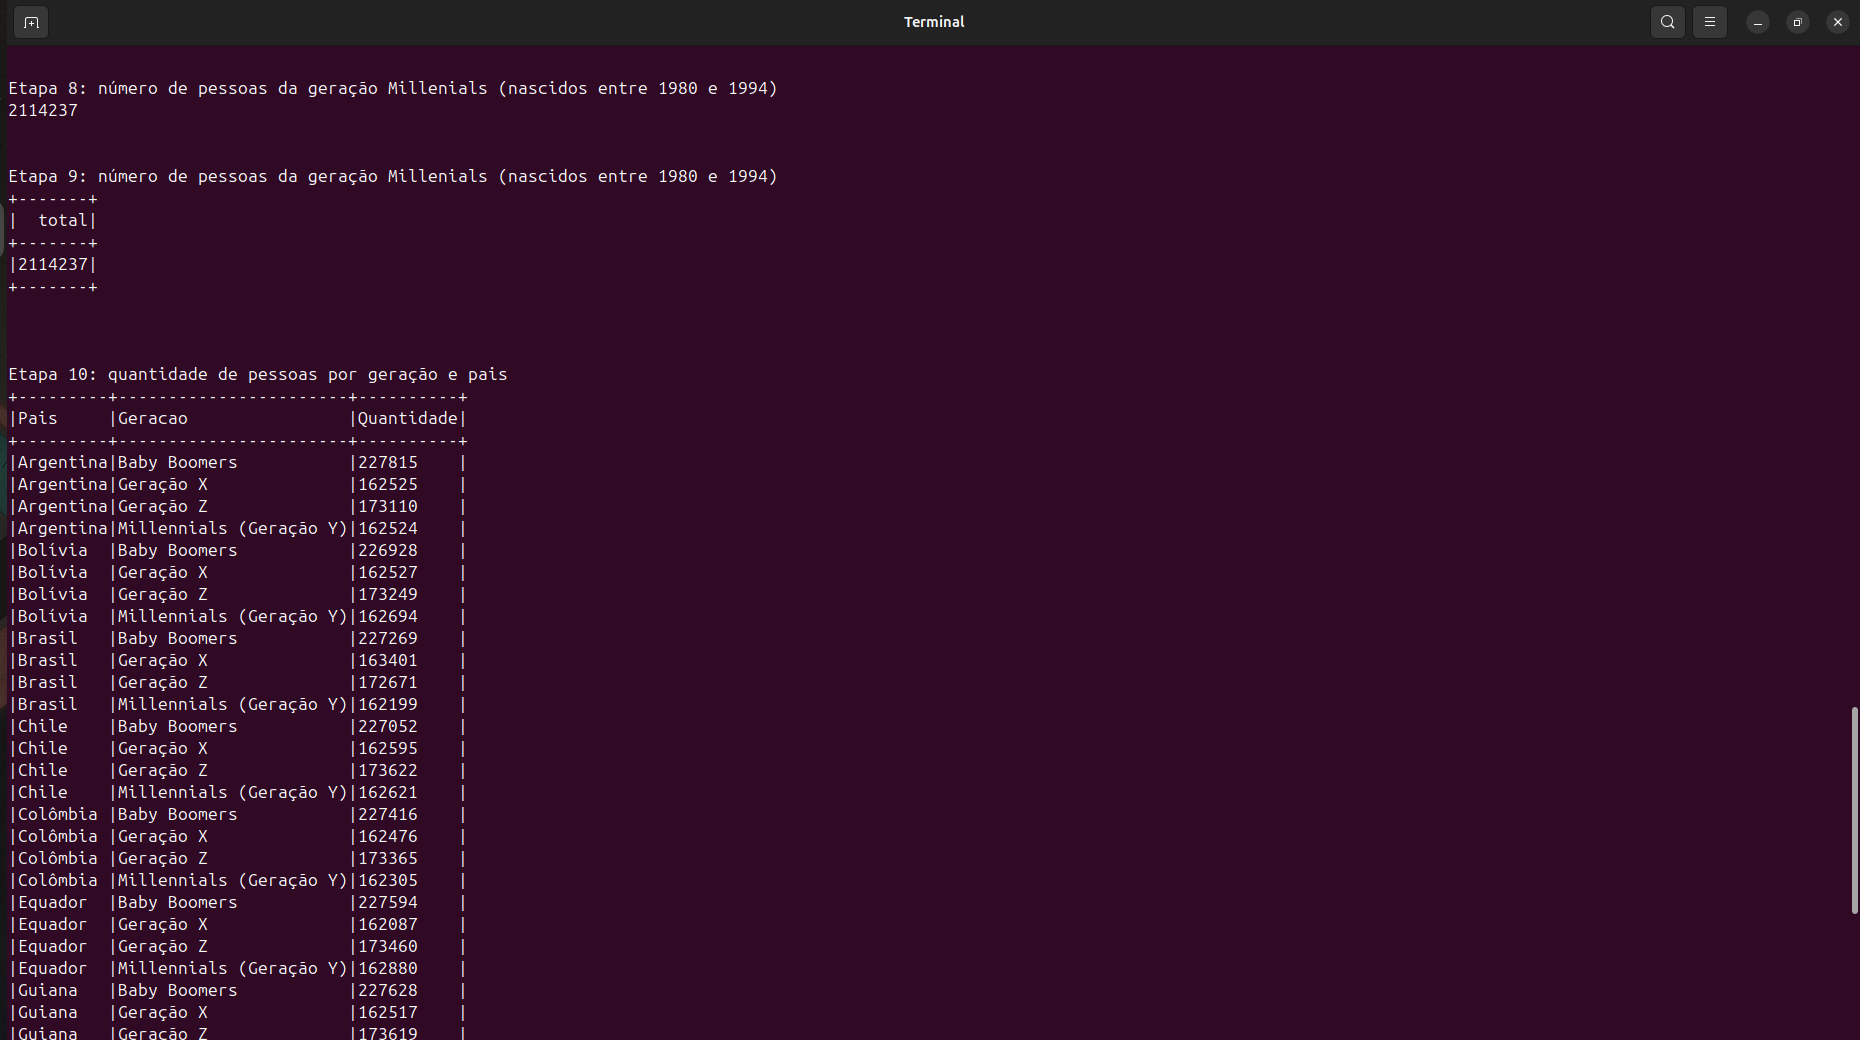 Terminal
Etapa 8: número de pessoas da geração Millenials (nascidos entre 1980 e 1994)
2114237
Etapa 9: número de pessoas da geração Millenials (nascidos entre 1980 e 1994)
+-------+
|  total|
+-------+
|2114237|
+-------+
Etapa 10: quantidade de pessoas por geração e pais
+---------+-----------------------+----------+
|Pais     |Geracao                |Quantidade|
+---------+-----------------------+----------+
|Argentina|Baby Boomers           |227815    |
|Argentina|Geração X              |162525    |
|Argentina|Geração Z              |173110    |
|Argentina|Millennials (Geração Y)|162524    |
|Bolívia  |Baby Boomers           |226928    |
|Bolívia  |Geração X              |162527    |
|Bolívia  |Geração Z              |173249    |
|Bolívia  |Millennials (Geração Y)|162694    |
|Brasil   |Baby Boomers           |227269    |
|Brasil   |Geração X              |163401    |
|Brasil   |Geração Z              |172671    |
|Brasil   |Millennials (Geração Y)|162199    |
|Chile    |Baby Boomers           |227052    |
|Chile    |Geração X              |162595    |
|Chile    |Geração Z              |173622    |
|Chile    |Millennials (Geração Y)|162621    |
|Colômbia |Baby Boomers           |227416    |
|Colômbia |Geração X              |162476    |
|Colômbia |Geração Z              |173365    |
|Colômbia |Millennials (Geração Y)|162305    |
|Equador  |Baby Boomers           |227594    |
|Equador  |Geração X              |162087    |
|Equador  |Geração Z              |173460    |
|Equador  |Millennials (Geração Y)|162880    |
|Guiana   |Baby Boomers           |227628    |
|Guiana   |Geração X              |162517    |
|Guiana   |Geração Z              |173619    |